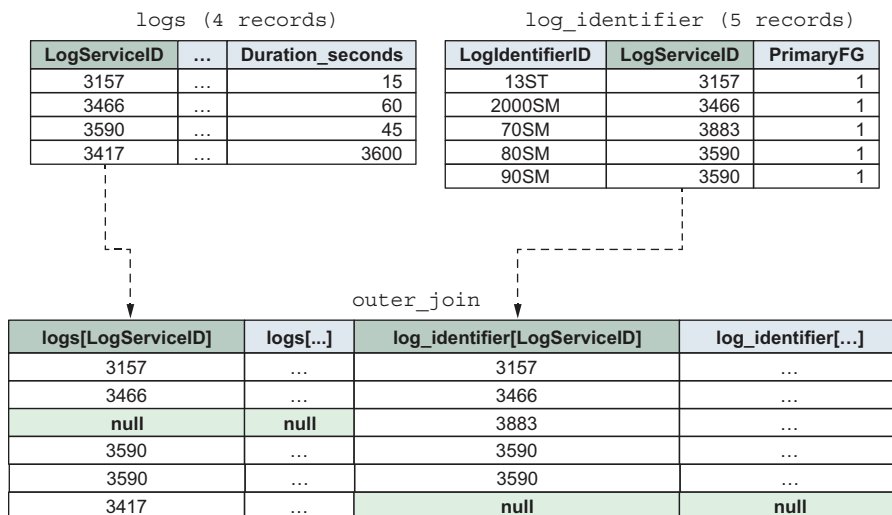 logs (4 records)
LogServiceID … Duration_seconds
3157 … 15
3466 … 60
3590 … 45
3417 … 3600
log_identifier (5 records)
LogIdentifierID LogServiceID PrimaryFG
13ST 3157 1
2000SM 3466 1
70SM 3883 1
80SM 3590 1
90SM 3590 1
outer_join
logs[LogServiceID] logs[...] log_identifier[LogServiceID] log_identifier[…]
3157 … 3157 …
3466 … 3466 …
null null 3883 …
3590 … 3590 …
3590 … 3590 …
3417 … null null